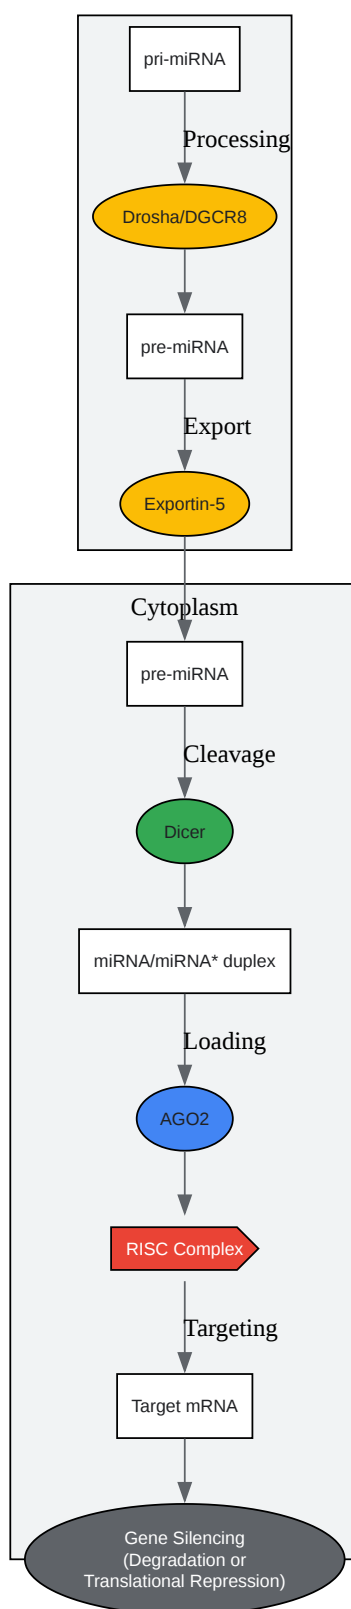 pri-miRNA
Processing
Drosha/DGCR8
pre-miRNA
Export
Exportin-5
Cytoplasm
pre-miRNA
Cleavage
Dicer
miRNA/miRNA* duplex
Loading
AGO2
RISC Complex
Targeting
Target mRNA
Gene Silencing
(Degradation or
Translational Repression)